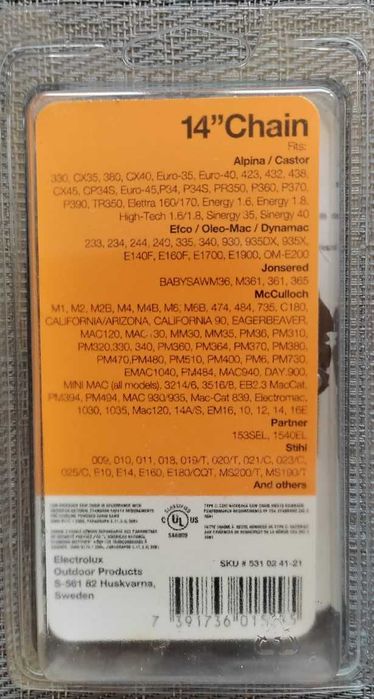 14”Chain
Fits:
Alpina / Castor
330, CX35, 380, CX40, Euro-35, Euro-40, 423, 432, 438,
CX45, CP34S, Euro-45,P34, P34S, PR350, P360, P370,
P390, TR350, Elettra 160/170, Energy 1.6, Energy 1.8,
High-Tech 1.6/1.8, Sinergy 35, Sinergy 40
Efco / Oleo-Mac / Dynamac
233, 234, 244, 240, 335, 340, 930, 935DX, 935X,
E140F, E160F, E1700, E1900, OM-E200
Jonsered
BABYSAWM36, M361, 361, 365
McCulloch
M1, M2, M2B, M4, M4B, M6, M6B, 474, 484, 735, C180,
CALIFORNIA/ARIZONA, CALIFORNIA 90, EAGERBEAVER,
MAC120, MM30, MM35, PM36, PM310,
PM320,330, 340, PM360, PM364, PM370, PM380,
PM470,PM480, PM510, PM400, PM6, PM730,
EMAC1040, PM484, MAC940, DAY.900,
MINI MAC (all models), 3214/6, 3516/8, EB2.3 MacCat,
PM394, PM494, MAC 930/935, Mac-Cat 839, Electromac,
1030, 1035, Mac120, 14A/S, EM16, 10, 12, 14, 16E
Partner
153SEL, 1540EL
Stihl
009, 010, 011, 018, 019/T, 020/T, 021/C, 023/C,
025/C, E10, E14, E160, E180/CQT, MS200/T, MS190/T
And others
CLASSIFIED
C UL US
SA6009
Electrolux
Outdoor Products
S-561 82 Huskvarna,
Sweden
SKU # 531 02 41-21
7 391736